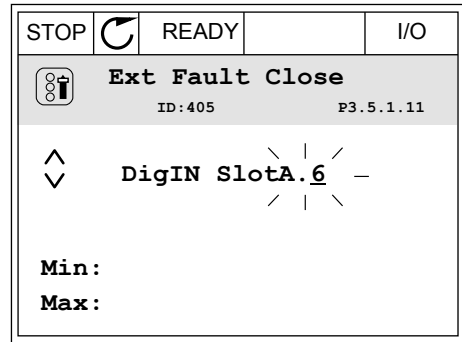 STOP READY I/O
Ext Fault Close
ID:405 P3.5.1.11
DigIN SlotA.6
Min:
Max: